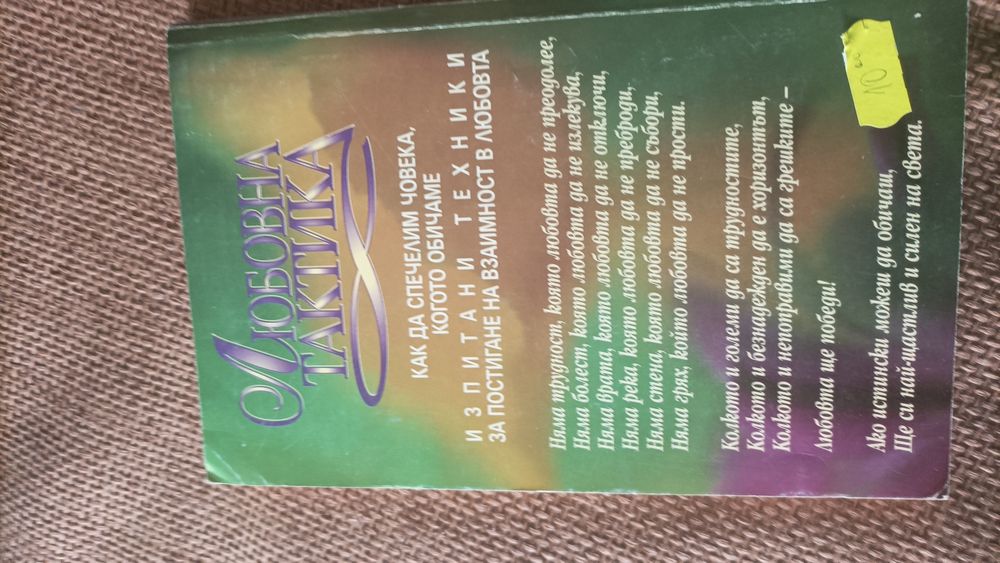 ЛЮБОВНА
ТАКТИКА
КАК ДА СПЕЧЕЛИМ ЧОВЕКА,
КОГОТО ОБИЧАМЕ
ИЗПИТАНИ ТЕХНИКИ
ЗА ПОСТИГАНЕ НА ВЗАИМНОСТ В ЛЮБОВТА
Няма трудност, която любовта да не преодолее,
Няма болест, която любовта да не излекува,
Няма врата, която любовта да не отключи,
Няма река, която любовта да не преброди,
Няма стена, която любовта да не събори,
Няма грях, който любовта да не прости.
Колкото и големи да са трудностите,
Колкото и безнадежден да е хоризонтът,
Колкото и непоправими да са грешките –
Любовта ще победи!
Ако истински можеш да обичаш,
Ще си най-щастлив и силен на света.
10